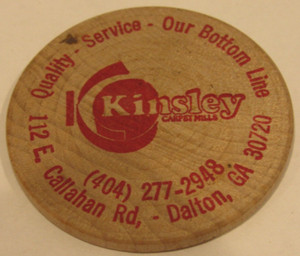 Quality - Service - Our Bottom Line
Kinsley
CARPET MILLS
(404) 277-2948
112 E. Callahan Rd, - Dalton, GA 30720